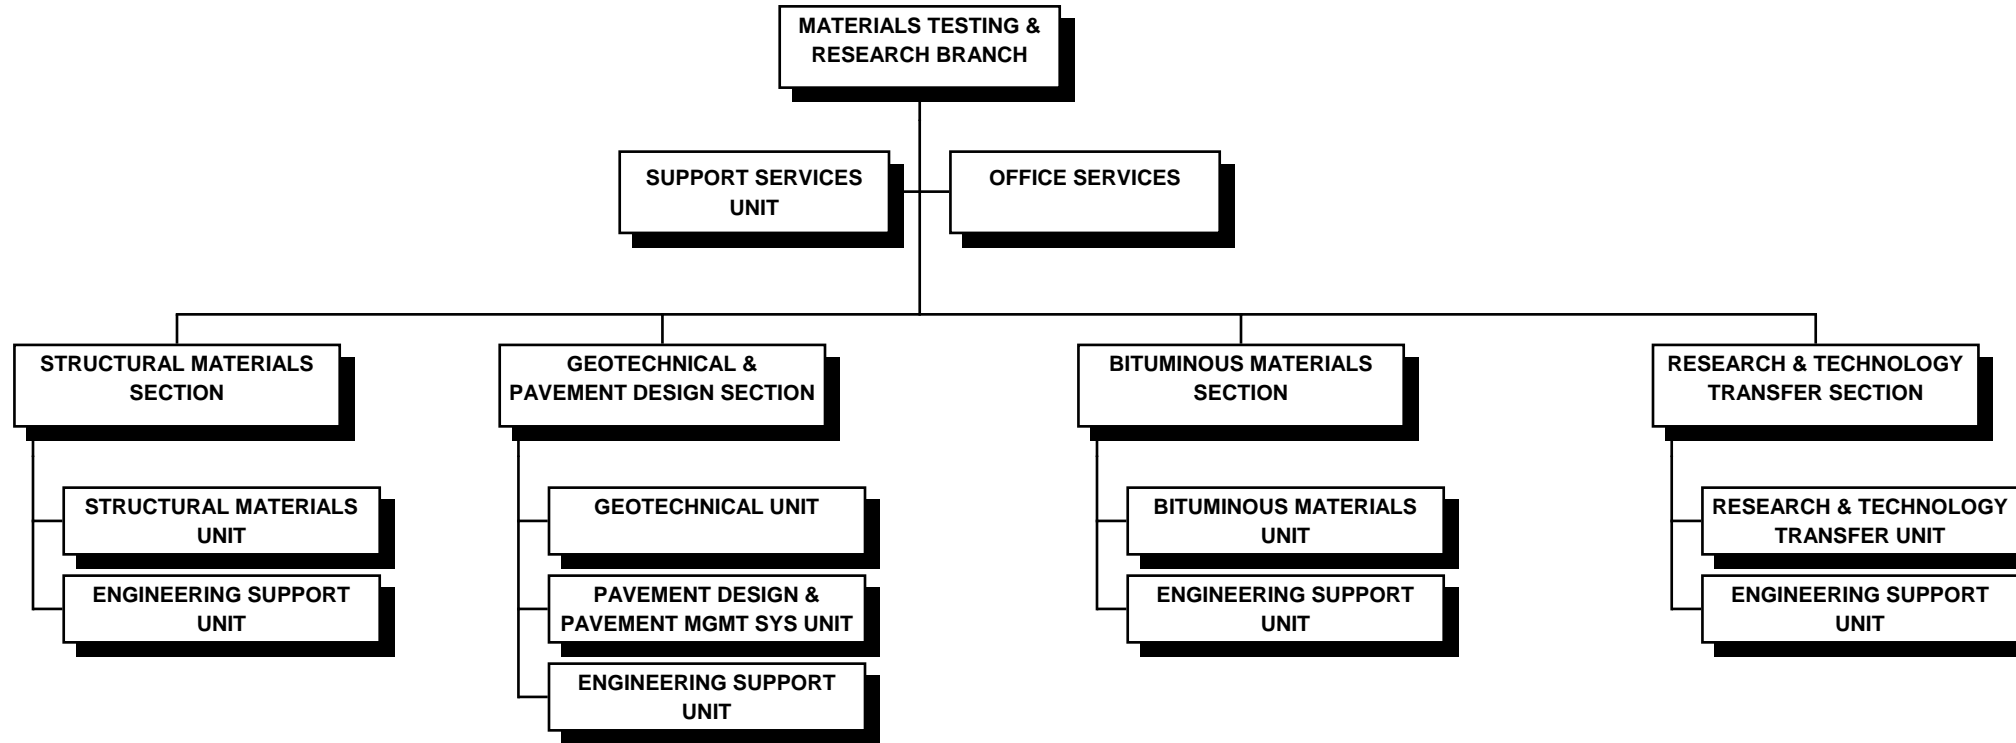 MATERIALS TESTING &
RESEARCH BRANCH
SUPPORT SERVICES
UNIT
OFFICE SERVICES
STRUCTURAL MATERIALS
SECTION
GEOTECHNICAL &
PAVEMENT DESIGN SECTION
BITUMINOUS MATERIALS
SECTION
RESEARCH & TECHNOLOGY
TRANSFER SECTION
STRUCTURAL MATERIALS
UNIT
ENGINEERING SUPPORT
UNIT
GEOTECHNICAL UNIT
PAVEMENT DESIGN &
PAVEMENT MGMT SYS UNIT
ENGINEERING SUPPORT
UNIT
BITUMINOUS MATERIALS
UNIT
ENGINEERING SUPPORT
UNIT
RESEARCH & TECHNOLOGY
TRANSFER UNIT
ENGINEERING SUPPORT
UNIT